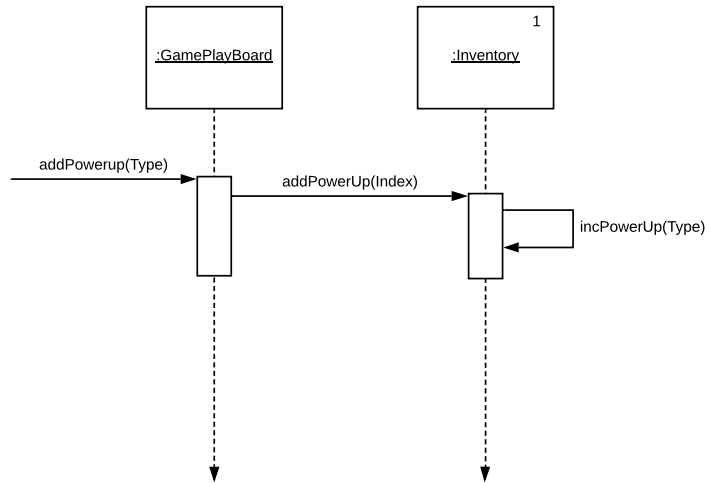 1
:GamePlayBoard
:Inventory
addPowerup(Type)
addPowerUp(Index)
incPowerUp(Type)